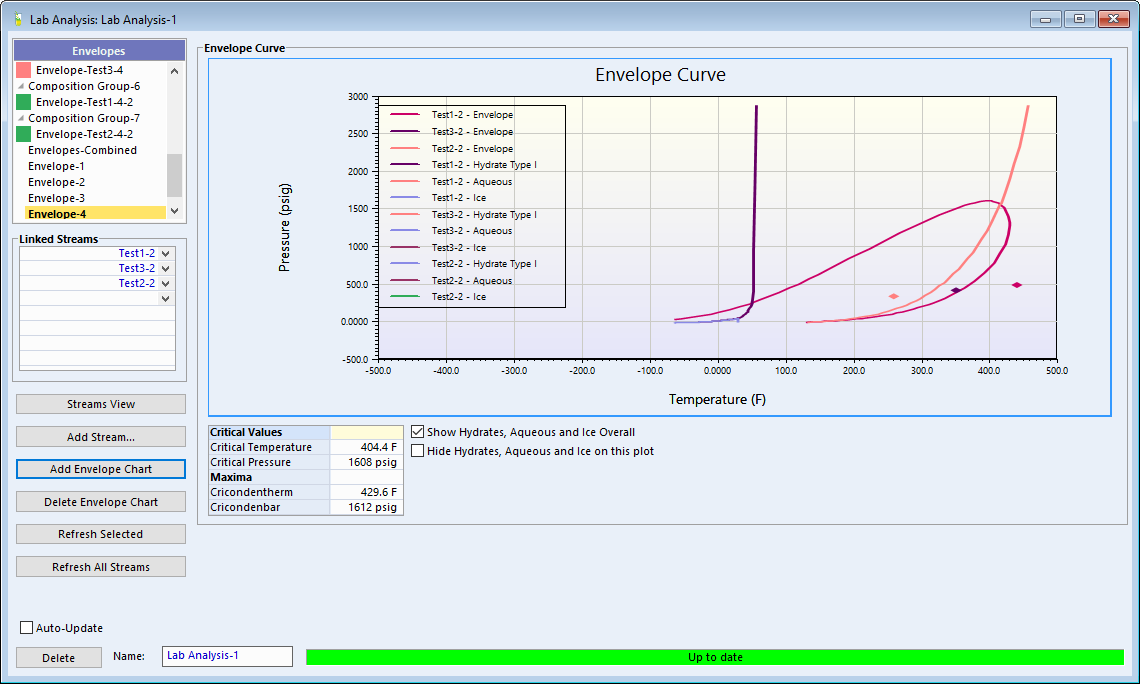 Lab Analysis: Lab Analysis-1
Envelopes
Envelope-Test3-4
Composition Group-6
Envelope-Test1-4-2
Composition Group-7
Envelope-Test2-4-2
Envelopes-Combined
Envelope-1
Envelope-2
Envelope-3
Envelope-4
Linked Streams
Test1-2
Test3-2
Test2-2
Streams View
Add Stream...
Add Envelope Chart
Delete Envelope Chart
Refresh Selected
Refresh All Streams
Auto-Update
Delete
Name:
Lab Analysis-1
Up to date
Envelope Curve
Envelope Curve
Pressure (psig)
3000
2500
2000
1500
1000
500.0
0.0000
-500.0
Test1-2 - Envelope
Test3-2 - Envelope
Test2-2 - Envelope
Test1-2 - Hydrate Type I
Test1-2 - Aqueous
Test1-2 - Ice
Test3-2 - Hydrate Type I
Test3-2 - Aqueous
Test3-2 - Ice
Test2-2 - Hydrate Type I
Test2-2 - Aqueous
Test2-2 - Ice
-500.0 -400.0 -300.0 -200.0 -100.0 0.0000 100.0 200.0 300.0 400.0 500.0
Temperature (F)
Critical Values
Critical Temperature 404.4 F
Critical Pressure 1608 psig
Maxima
Cricondentherm 429.6 F
Cricondenbar 1612 psig
Show Hydrates, Aqueous and Ice Overall
Hide Hydrates, Aqueous and Ice on this plot